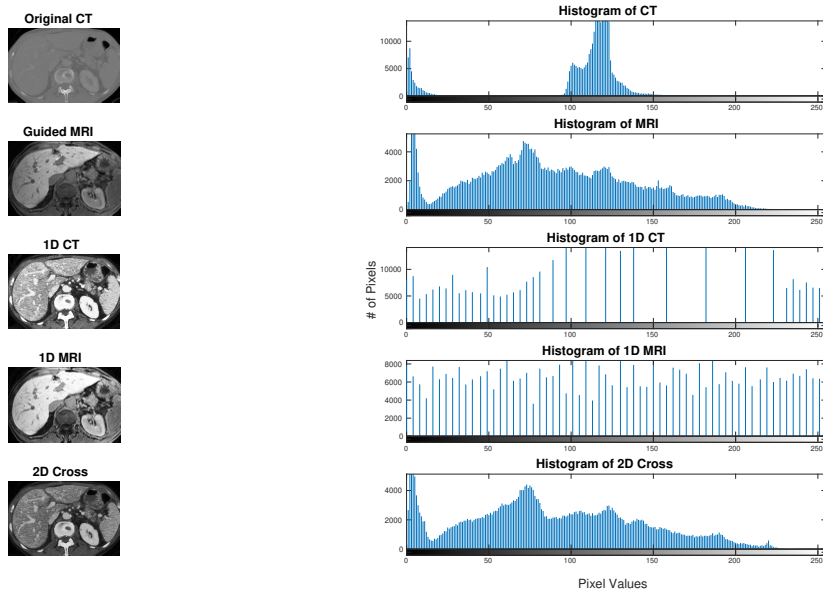 Original CT
Histogram of CT
10000
5000
0
0 50 100 150 200 250
Guided MRI
Histogram of MRI
4000
2000
0
0 50 100 150 200 250
1D CT
Histogram of 1D CT
10000
5000
0
0 50 100 150 200 250
# of Pixels
1D MRI
Histogram of 1D MRI
8000
6000
4000
2000
0
0 50 100 150 200 250
2D Cross
Histogram of 2D Cross
4000
2000
0
0 50 100 150 200 250
Pixel Values